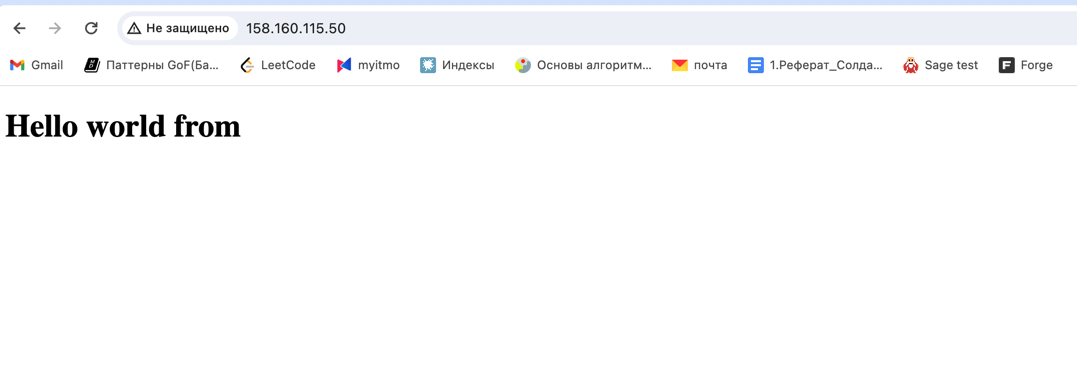 Не защищено 158.160.115.50
Gmail Паттерны GoF(Ба... LeetCode myitmo Индексы Основы алгоритм... почта 1.Реферат_Солда... Sage test Forge
Hello world from